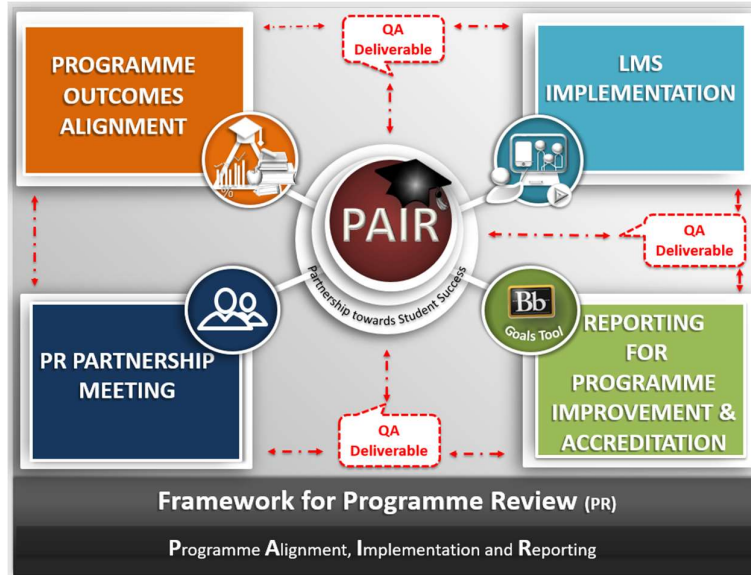 PROGRAMME
OUTCOMES
ALIGNMENT
QA
Deliverable
LMS
IMPLEMENTATION
%
PAIR
Partnership towards Student Success
QA
Deliverable
PR PARTNERSHIP
MEETING
Bb
Goals Tool
REPORTING
FOR
PROGRAMME
IMPROVEMENT &
ACCREDITATION
QA
Deliverable
Framework for Programme Review (PR)
Programme Alignment, Implementation and Reporting